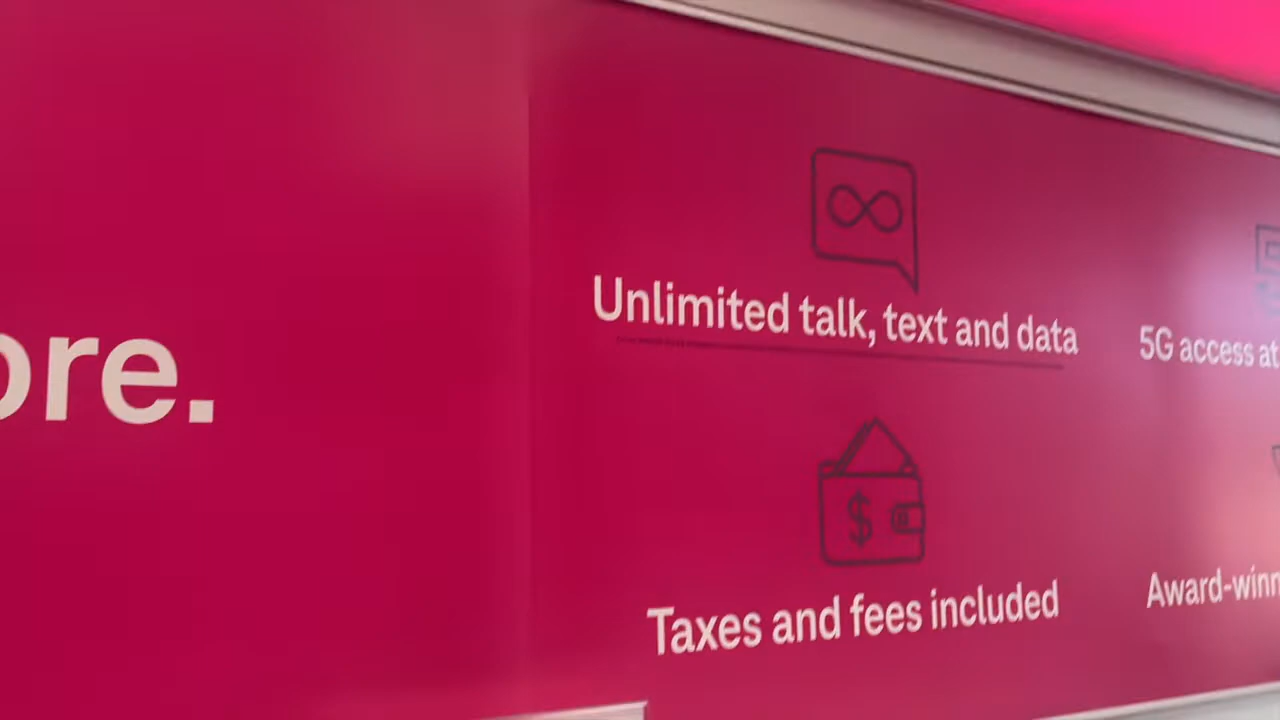 ore.
Unlimited talk, text and data
5G access at
$
Taxes and fees included
Award-winn